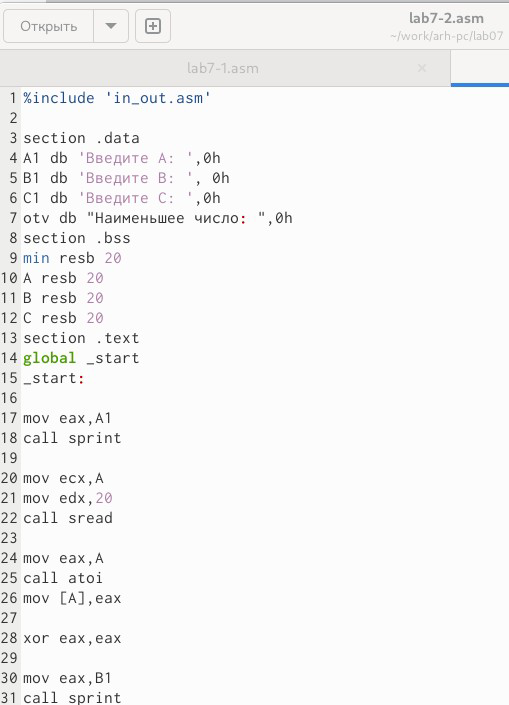 Открыть
lab7-2.asm
~/work/arh-pc/lab07
lab7-1.asm
1 %include 'in_out.asm'
2
3 section .data
4 A1 db 'Введите A: ',0h
5 B1 db 'Введите B: ', 0h
6 C1 db 'Введите C: ',0h
7 otv db "Наименьшее число: ",0h
8 section .bss
9 min resb 20
10 A resb 20
11 B resb 20
12 C resb 20
13 section .text
14 global _start
15 _start:
16
17 mov eax,A1
18 call sprint
19
20 mov ecx,A
21 mov edx,20
22 call sread
23
24 mov eax,A
25 call atoi
26 mov [A],eax
27
28 xor eax,eax
29
30 mov eax,B1
31 call sprint